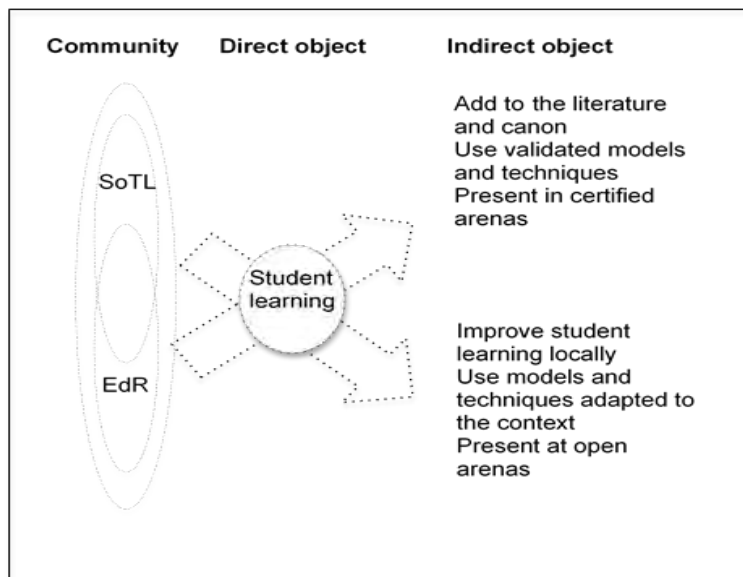 Community Direct object Indirect object
SoTL
EdR
Student
learning
Add to the literature
and canon
Use validated models
and techniques
Present in certified
arenas
Improve student
learning locally
Use models and
techniques adapted to
the context
Present at open
arenas